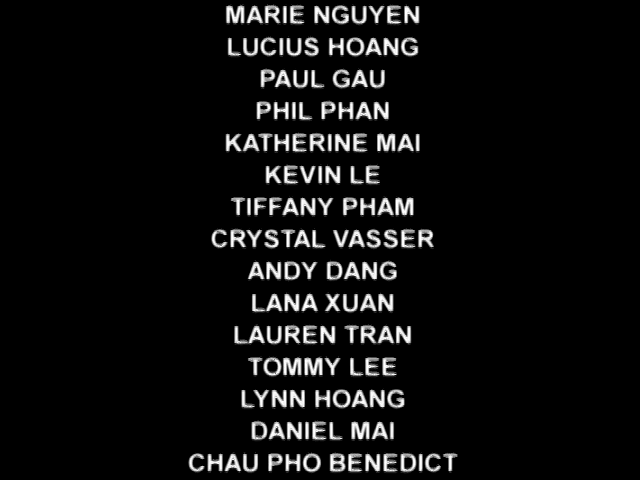 MARIE NGUYEN
LUCIUS HOANG
PAUL GAU
PHIL PHAN
KATHERINE MAI
KEVIN LE
TIFFANY PHAM
CRYSTAL VASSER
ANDY DANG
LANA XUAN
LAUREN TRAN
TOMMY LEE
LYNN HOANG
DANIEL MAI
CHAU PHO BENEDICT